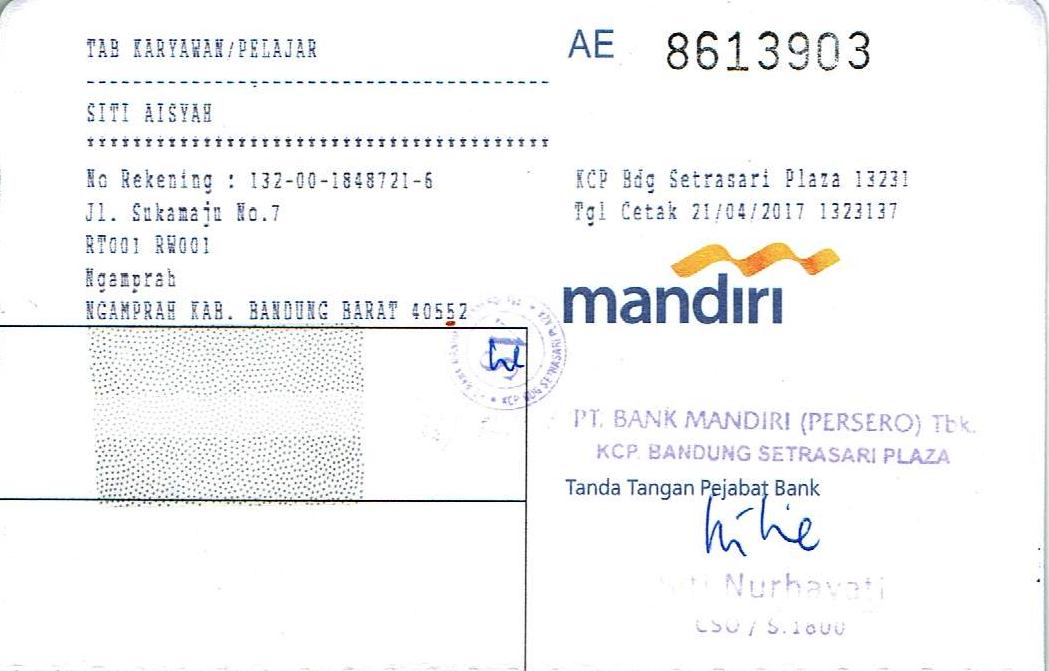 TAB KARYAWAN/PELAJAR
SITI AISYAH
No Rekening : 132-00-1848721-6
Jl. Sukamaju No.7
RT001 RW001
Ngamprah
NGAMPRAH KAB. BANDUNG BARAT 40552
AE 8613903
KCP Bdg Setrasari Plaza 13231
Tgl Cetak 21/04/2017 1323137
mandiri
KCP BDG SETRASARI PLAZA
PT. BANK MANDIRI (PERSERO) Tbk.
KCP. BANDUNG SETRASARI PLAZA
Tanda Tangan Pejabat Bank
Siti Nurhayati
CSO / S.1800